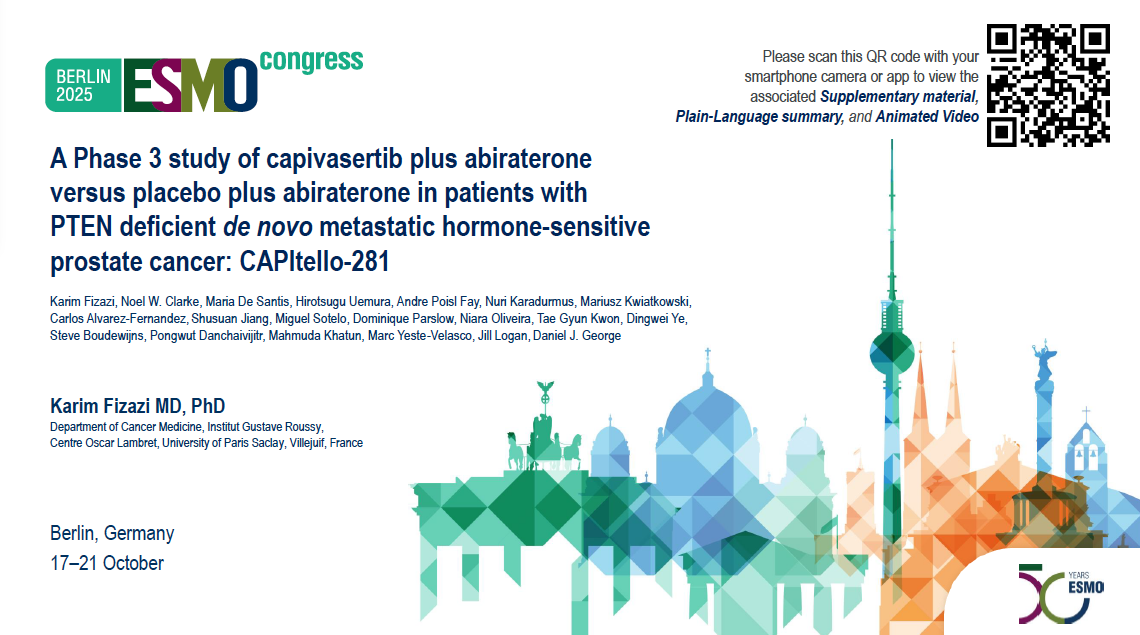 BERLIN
2025
ESMO
congress
Please scan this QR code with your
smartphone camera or app to view the
associated Supplementary material,
Plain-Language summary, and Animated Video
A Phase 3 study of capivasertib plus abiraterone
versus placebo plus abiraterone in patients with
PTEN deficient de novo metastatic hormone-sensitive
prostate cancer: CAPItello-281
Karim Fizazi, Noel W. Clarke, Maria De Santis, Hirotsugu Uemura, Andre Poisl Fay, Nuri Karadurmus, Mariusz Kwiatkowski,
Carlos Alvarez-Fernandez, Shusuan Jiang, Miguel Sotelo, Dominique Parslow, Niara Oliveira, Tae Gyun Kwon, Dingwei Ye,
Steve Boudewijns, Pongwut Danchaivijitr, Mahmuda Khatun, Marc Yeste-Velasco, Jill Logan, Daniel J. George
Karim Fizazi MD, PhD
Department of Cancer Medicine, Institut Gustave Roussy,
Centre Oscar Lambret, University of Paris Saclay, Villejuif, France
Berlin, Germany
17–21 October
50 YEARS
ESMO